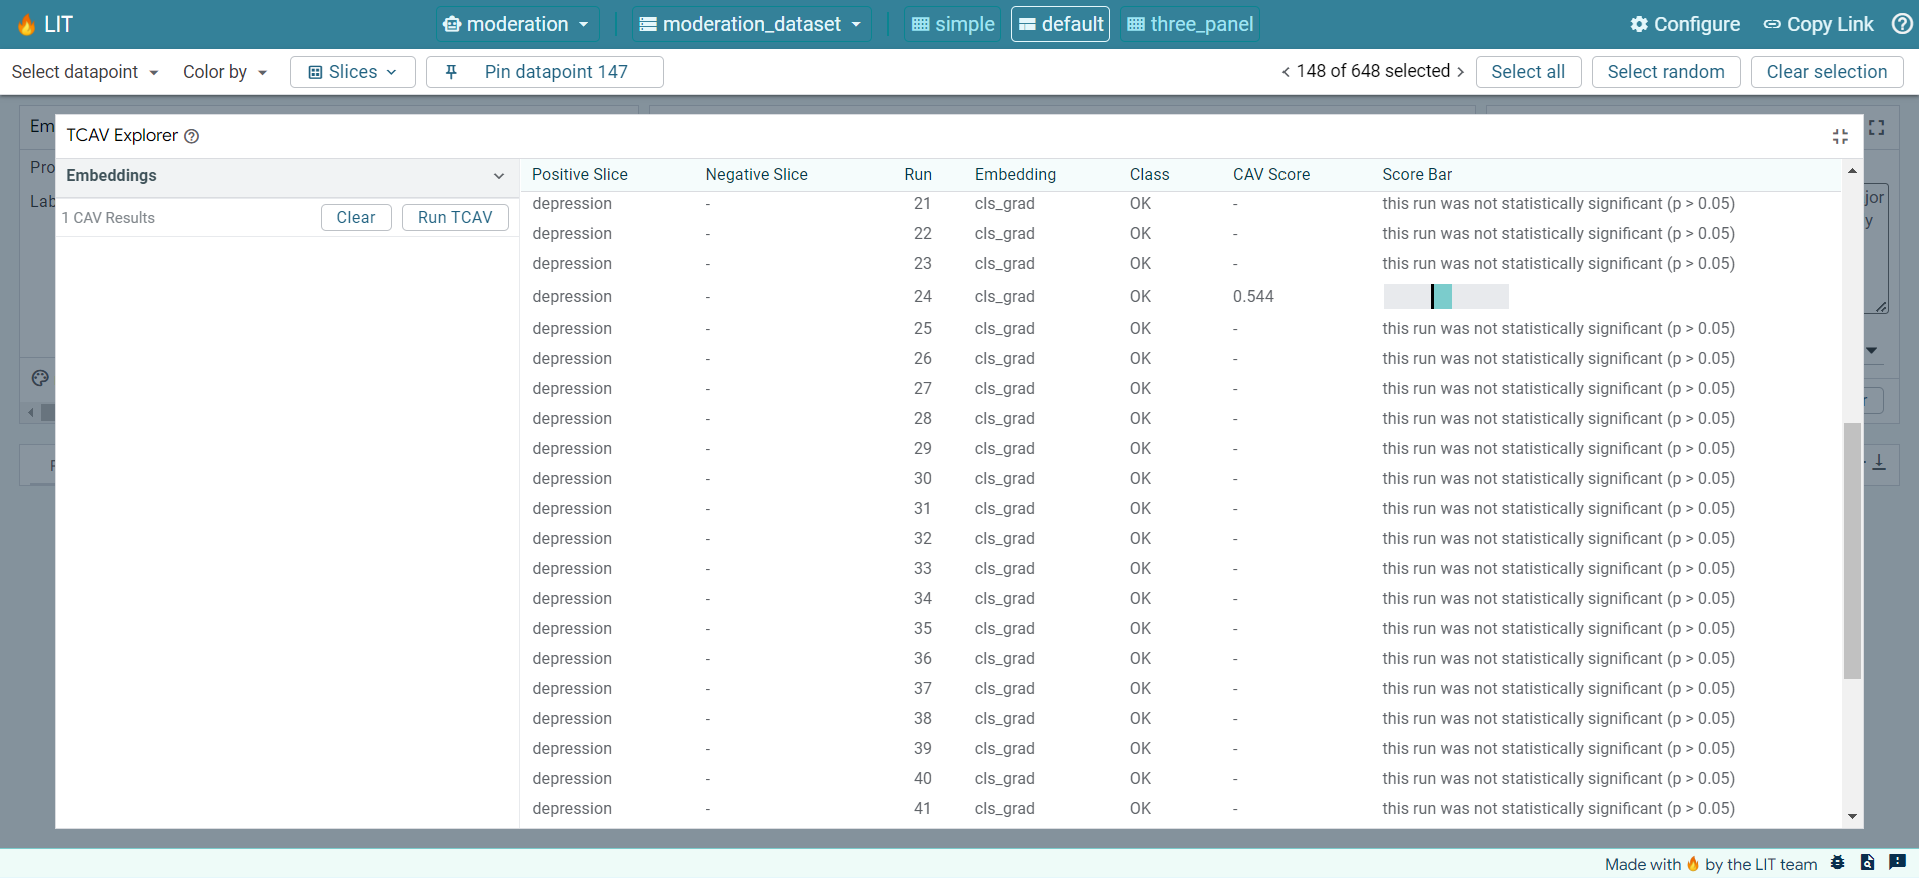 LIT moderation moderation_dataset simple default three_panel Configure Copy Link
Select datapoint Color by Slices Pin datapoint 147 148 of 648 selected Select all Select random Clear selection
Em
TCAV Explorer
Pro
Embeddings
Positive Slice Negative Slice Run Embedding Class CAV Score Score Bar
Lab
jor
y
1 CAV Results Clear Run TCAV
depression - 21 cls_grad OK - this run was not statistically significant (p > 0.05)
depression - 22 cls_grad OK - this run was not statistically significant (p > 0.05)
depression - 23 cls_grad OK - this run was not statistically significant (p > 0.05)
depression - 24 cls_grad OK 0.544
depression - 25 cls_grad OK - this run was not statistically significant (p > 0.05)
depression - 26 cls_grad OK - this run was not statistically significant (p > 0.05)
depression - 27 cls_grad OK - this run was not statistically significant (p > 0.05)
depression - 28 cls_grad OK - this run was not statistically significant (p > 0.05)
depression - 29 cls_grad OK - this run was not statistically significant (p > 0.05)
depression - 30 cls_grad OK - this run was not statistically significant (p > 0.05)
depression - 31 cls_grad OK - this run was not statistically significant (p > 0.05)
depression - 32 cls_grad OK - this run was not statistically significant (p > 0.05)
depression - 33 cls_grad OK - this run was not statistically significant (p > 0.05)
depression - 34 cls_grad OK - this run was not statistically significant (p > 0.05)
depression - 35 cls_grad OK - this run was not statistically significant (p > 0.05)
depression - 36 cls_grad OK - this run was not statistically significant (p > 0.05)
depression - 37 cls_grad OK - this run was not statistically significant (p > 0.05)
depression - 38 cls_grad OK - this run was not statistically significant (p > 0.05)
depression - 39 cls_grad OK - this run was not statistically significant (p > 0.05)
depression - 40 cls_grad OK - this run was not statistically significant (p > 0.05)
depression - 41 cls_grad OK - this run was not statistically significant (p > 0.05)
Made with 🔥 by the LIT team